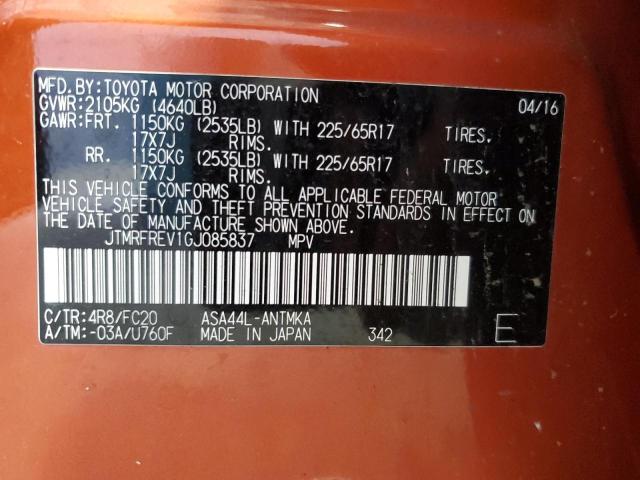 MFD.BY:TOYOTA MOTOR CORPORATION 04/16
GVWR:2105KG (4640LB)
GAWR:FRT. 1150KG (2535LB) WITH 225/65R17 TIRES.
17X7J RIMS.
RR. 1150KG (2535LB) WITH 225/65R17 TIRES.
17X7J RIMS.
THIS VEHICLE CONFORMS TO ALL APPLICABLE FEDERAL MOTOR
VEHICLE SAFETY AND THEFT PREVENTION STANDARDS IN EFFECT ON
THE DATE OF MANUFACTURE SHOWN ABOVE.
JTMRFREV1GJ085837 MPV
C/TR:4R8/FC20 ASA44L-ANTMKA
A/TM:-03A/U760F MADE IN JAPAN 342
E